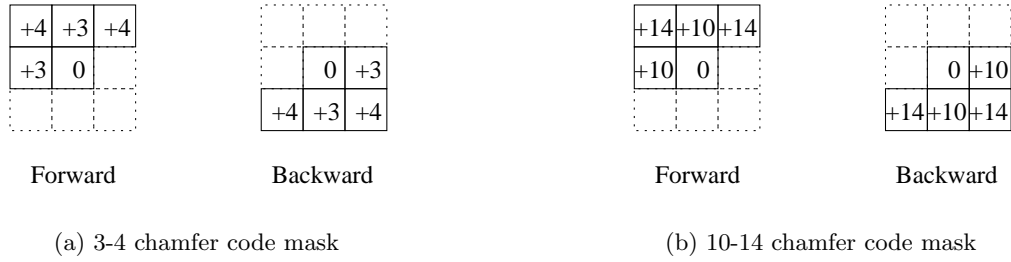 +4 +3 +4 +14 +10 +14
+3 0 0 +3 +10 0 0 +10
+4 +3 +4 +14 +10 +14
Forward Backward Forward Backward
(a) 3-4 chamfer code mask (b) 10-14 chamfer code mask